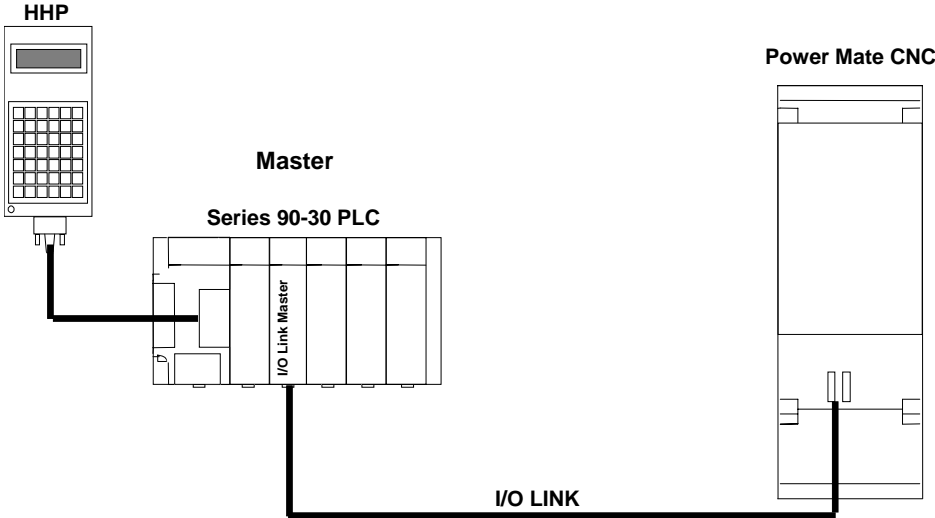 HHP
Power Mate CNC
Master
Series 90-30 PLC
I/O Link Master
I/O LINK